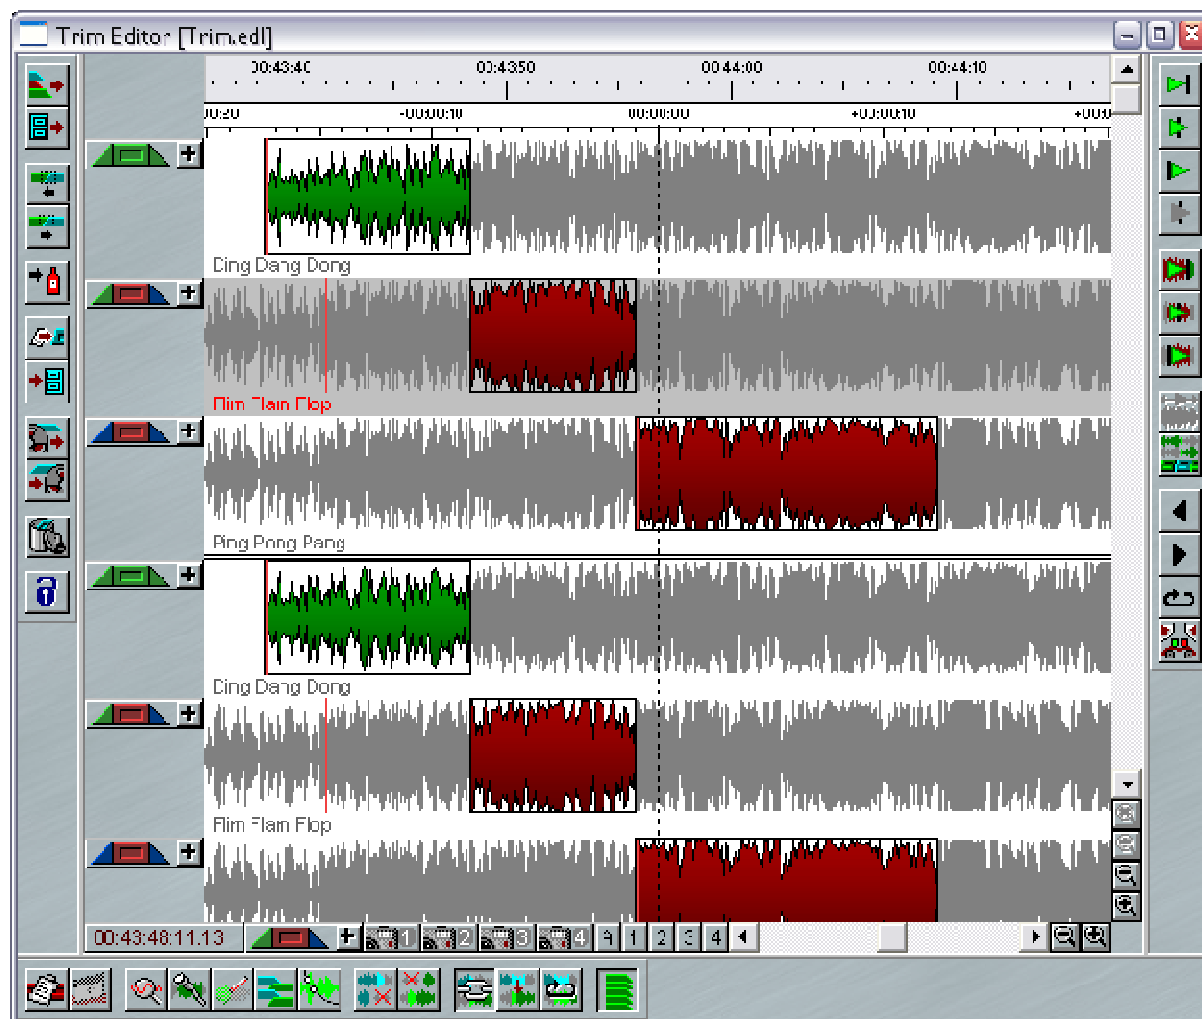 Trim Editor [Trim.edl]
00:43:40 00:43:50 00:44:00 00:44:10
-00:00:10 00:00:00 +00:00:10
Ding Dang Dong
Flim Flam Flop
Ping Pong Pang
Ding Dang Dong
Flim Flam Flop
00:43:48:11.13 1 2 3 4 A 1 2 3 4